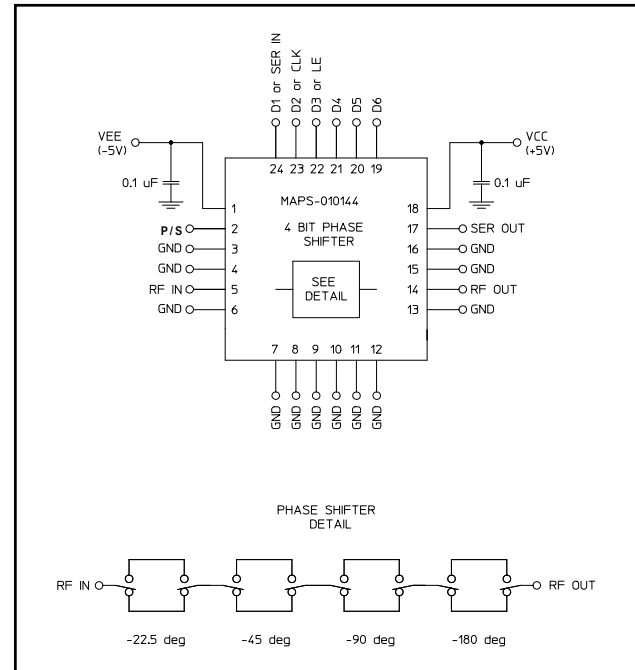 D1 or SER IN
D2 or CLK
D3 or LE
D4
D5
D6
VEE
(-5V)
VCC
(+5V)
0.1 uF
0.1 uF
24 23 22 21 20 19
MAPS-010144
4 BIT PHASE
SHIFTER
SEE
DETAIL
1
P/S 2
GND 3
GND 4
RF IN 5
GND 6
18
17 SER OUT
16 GND
15 GND
14 RF OUT
13 GND
7 8 9 10 11 12
GND GND GND GND GND GND
PHASE SHIFTER
DETAIL
RF IN RF OUT
-22.5 deg -45 deg -90 deg -180 deg